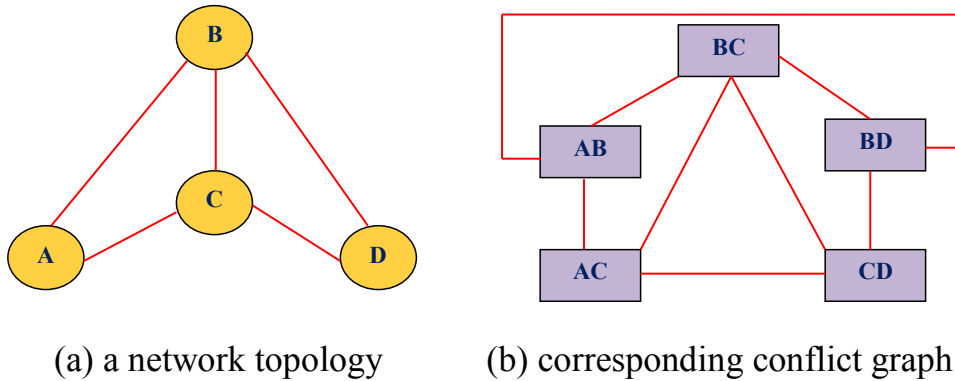 B
C
A
D
BC
AB
BD
AC
CD
(a) a network topology
(b) corresponding conflict graph